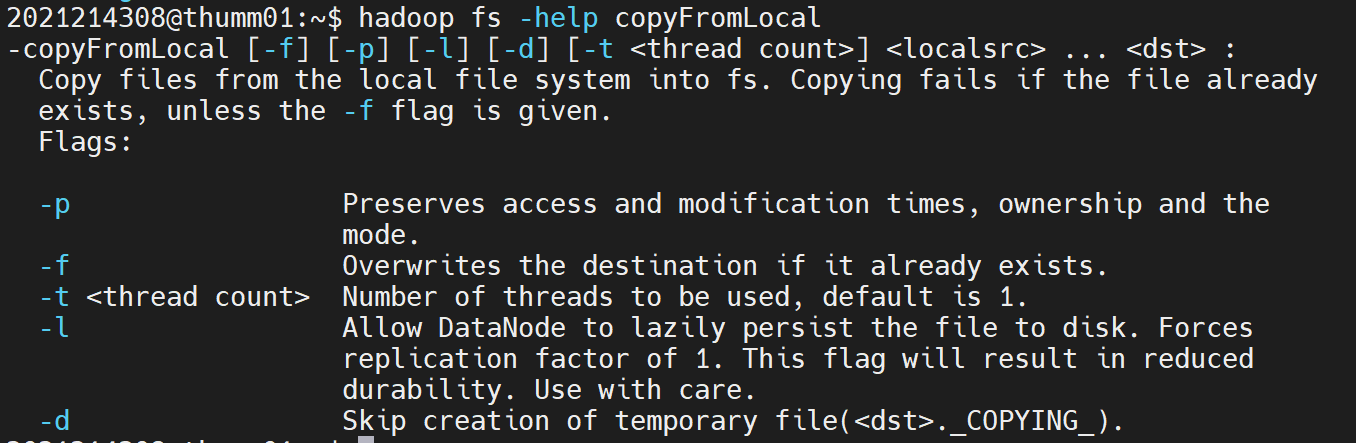 2021214308@thumm01:~$ hadoop fs -help copyFromLocal
-copyFromLocal [-f] [-p] [-l] [-d] [-t <thread count>] <localsrc> ... <dst> :
  Copy files from the local file system into fs. Copying fails if the file already
  exists, unless the -f flag is given.
  Flags:

  -p                 Preserves access and modification times, ownership and the
                     mode.
  -f                 Overwrites the destination if it already exists.
  -t <thread count>  Number of threads to be used, default is 1.
  -l                 Allow DataNode to lazily persist the file to disk. Forces
                     replication factor of 1. This flag will result in reduced
                     durability. Use with care.
  -d                 Skip creation of temporary file(<dst>._COPYING_).